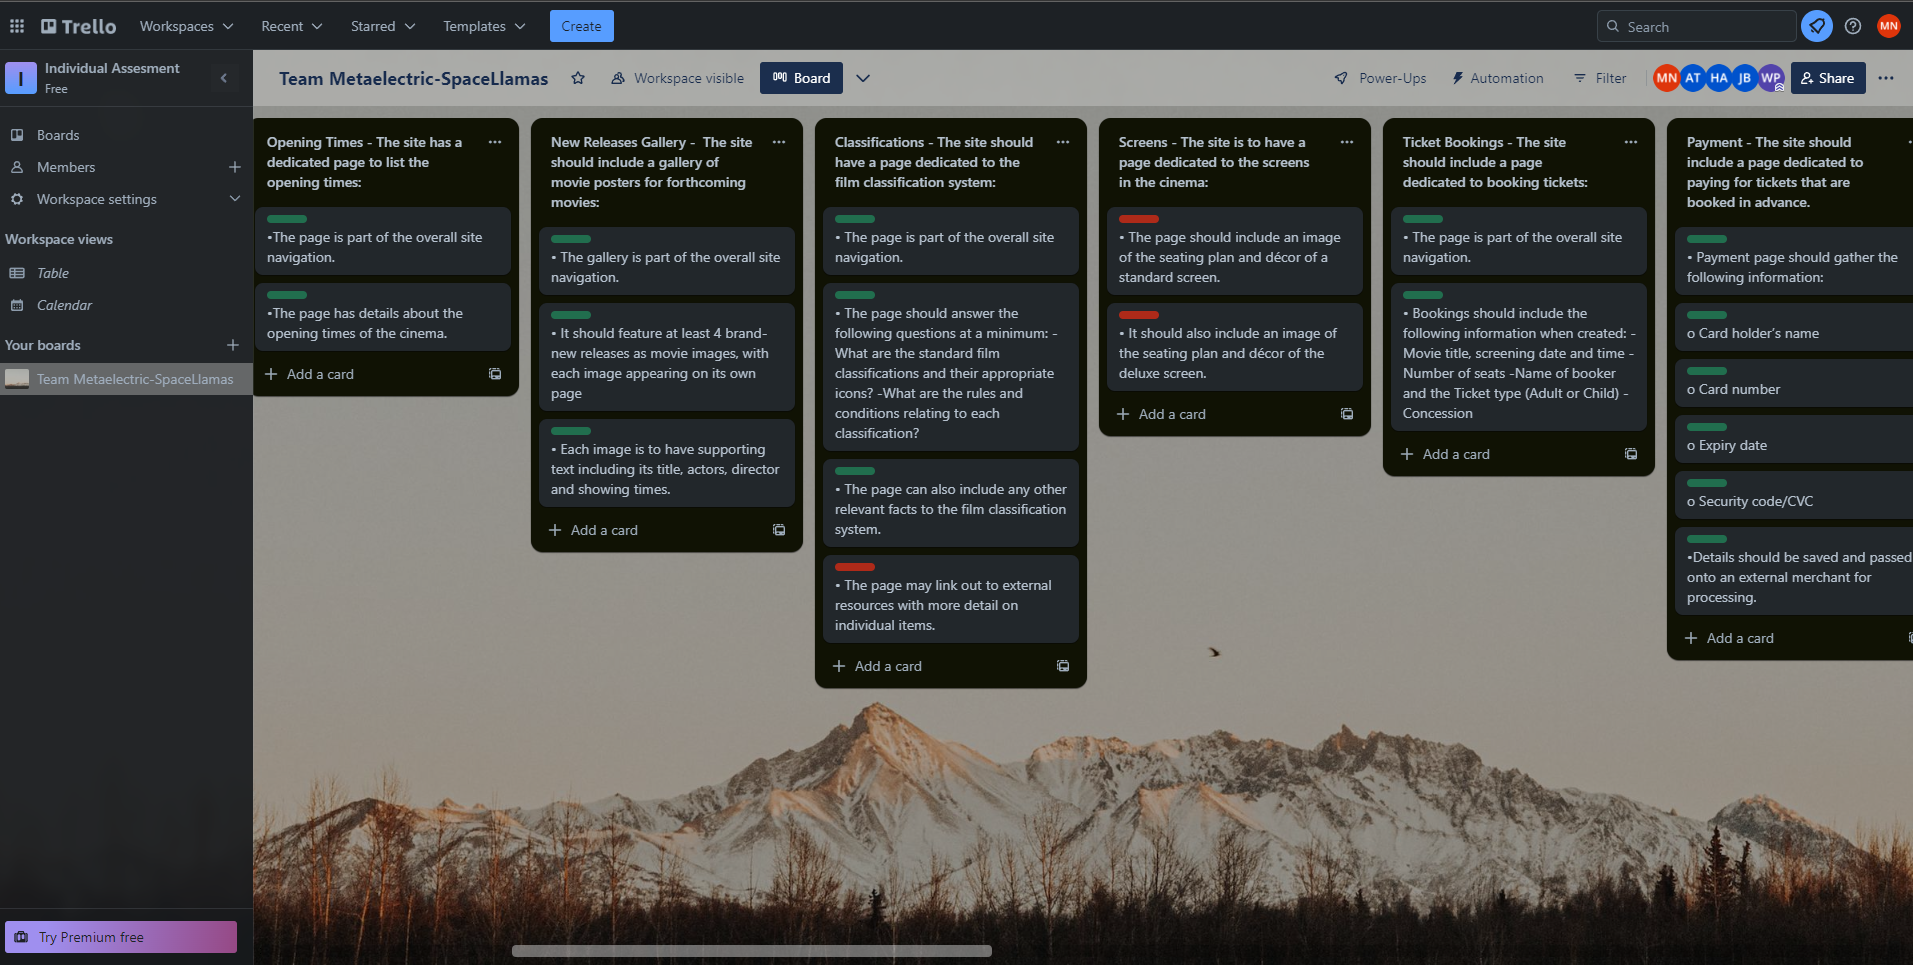 Trello
Workspaces
Recent
Starred
Templates
Create
Search
MN
I
Individual Assesment
Free
Team Metaelectric-SpaceLlamas
Workspace visible
Board
Power-Ups
Automation
Filter
MN
AT
HA
JB
WP
Share
Boards
Members
Workspace settings
Workspace views
Table
Calendar
Your boards
Team Metaelectric-SpaceLlamas
Try Premium free
Opening Times - The site has a
dedicated page to list the
opening times:
•The page is part of the overall site
navigation.
•The page has details about the
opening times of the cinema.
Add a card
New Releases Gallery - The site
should include a gallery of
movie posters for forthcoming
movies:
• The gallery is part of the overall site
navigation.
• It should feature at least 4 brand-
new releases as movie images, with
each image appearing on its own
page
• Each image is to have supporting
text including its title, actors, director
and showing times.
Add a card
Classifications - The site should
have a page dedicated to the
film classification system:
• The page is part of the overall site
navigation.
• The page should answer the
following questions at a minimum: -
What are the standard film
classifications and their appropriate
icons? -What are the rules and
conditions relating to each
classification?
• The page can also include any other
relevant facts to the film classification
system.
• The page may link out to external
resources with more detail on
individual items.
Add a card
Screens - The site is to have a
page dedicated to the screens
in the cinema:
• The page should include an image
of the seating plan and décor of a
standard screen.
• It should also include an image of
the seating plan and décor of the
deluxe screen.
Add a card
Ticket Bookings - The site
should include a page
dedicated to booking tickets:
• The page is part of the overall site
navigation.
• Bookings should include the
following information when created: -
Movie title, screening date and time -
Number of seats -Name of booker
and the Ticket type (Adult or Child) -
Concession
Add a card
Payment - The site should
include a page dedicated to
paying for tickets that are
booked in advance.
• Payment page should gather the
following information:
o Card holder’s name
o Card number
o Expiry date
o Security code/CVC
•Details should be saved and passed
onto an external merchant for
processing.
Add a card